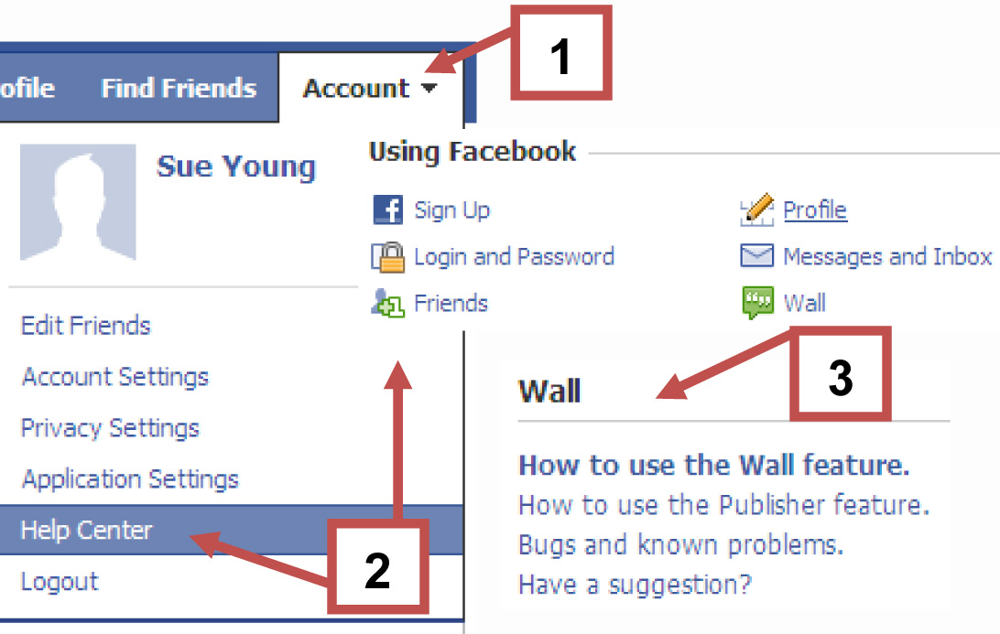 1
ofile Find Friends Account
Sue Young
Using Facebook
Sign Up
Profile
Login and Password
Messages and Inbox
Friends
Wall
Edit Friends
Account Settings
Privacy Settings
Application Settings
Help Center
Logout
2
3
Wall
How to use the Wall feature.
How to use the Publisher feature.
Bugs and known problems.
Have a suggestion?